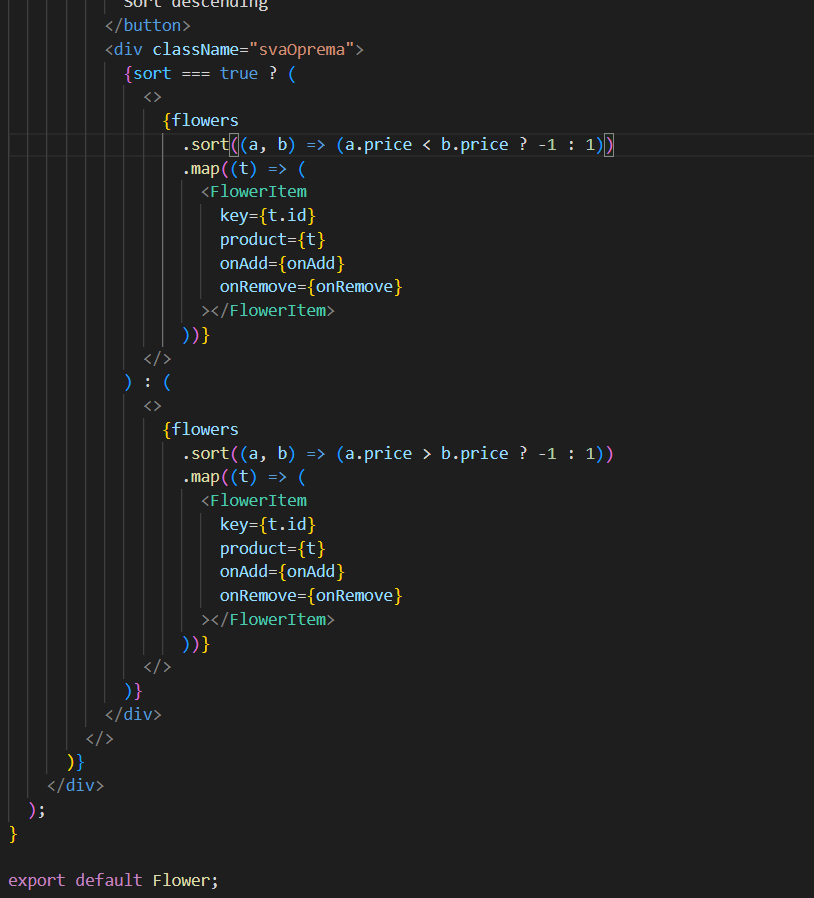 Sort descending
</button>
<div className="svaOprema">
{sort === true ? (
<>
{flowers
.sort((a, b) => (a.price < b.price ? -1 : 1))
.map((t) => (
<FlowerItem
key={t.id}
product={t}
onAdd={onAdd}
onRemove={onRemove}
></FlowerItem>
))}
</>
) : (
<>
{flowers
.sort((a, b) => (a.price > b.price ? -1 : 1))
.map((t) => (
<FlowerItem
key={t.id}
product={t}
onAdd={onAdd}
onRemove={onRemove}
></FlowerItem>
))}
</>
)}
</div>
</>
)}
</div>
);
}
export default Flower;